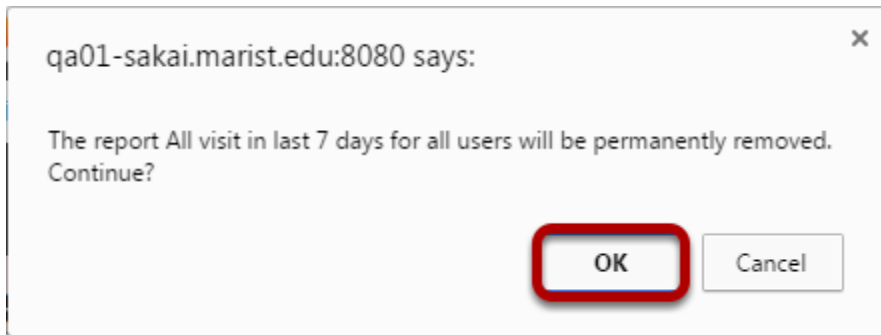 qa01-sakai.marist.edu:8080 says:
The report All visit in last 7 days for all users will be permanently removed.
Continue?
OK
Cancel